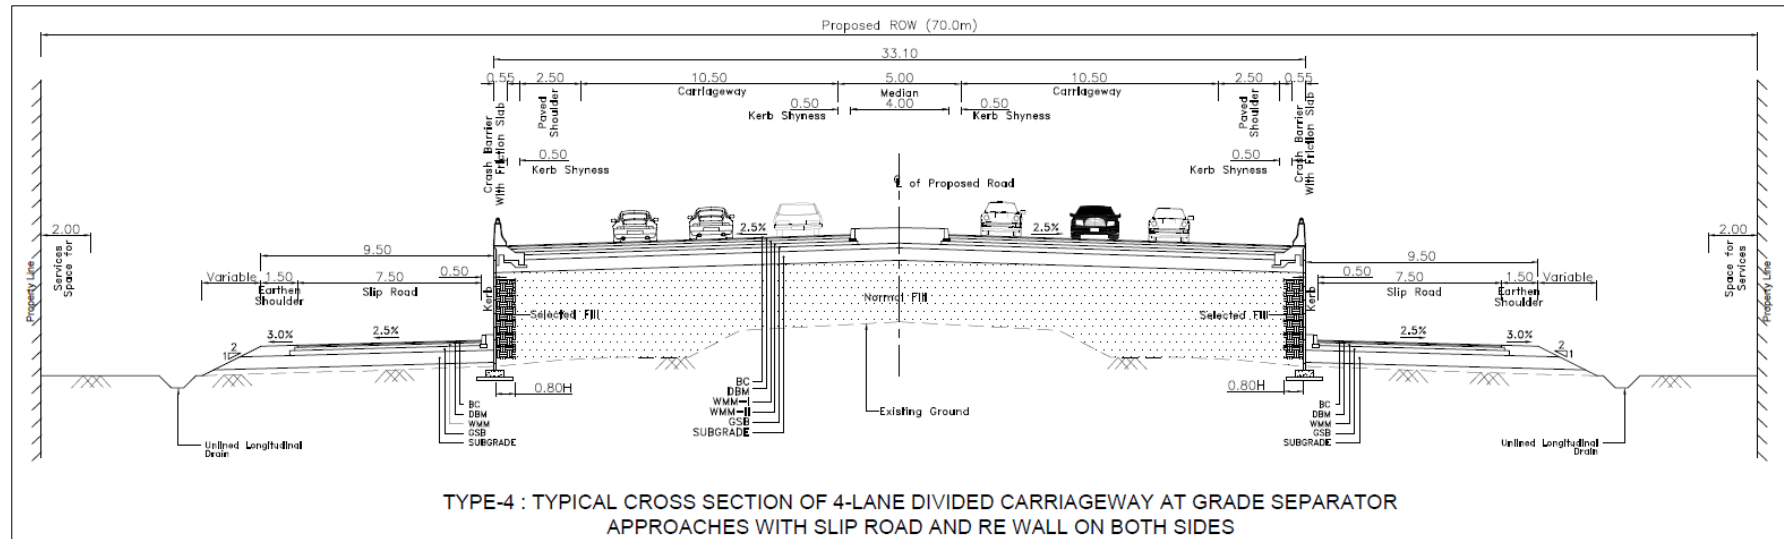 Proposed ROW (70.0m)
33.10
0.55 2.50 10.50 5.00 10.50 2.50 0.55
Carriageway Median Carriageway
Crash Barrier
With Friction Slab
Paved
Shoulder
0.50 4.00 0.50
Kerb Shyness Kerb Shyness
Paved
Shoulder
Crash Barrier
With Friction Slab
0.50 0.50
Kerb Shyness Kerb Shyness
℄ of Proposed Road
2.5% 2.5%
2.00 2.00
Property Line
Space for
Services
Space for
Services
Property Line
9.50 9.50
Variable 1.50 7.50 0.50 0.50 7.50 1.50 Variable
Earthen
Shoulder
Slip Road
Kerb
Kerb
Slip Road
Earthen
Shoulder
Normal Fill
Selected Fill Selected Fill
3.0% 2.5% 2.5% 3.0%
2
1
2
1
0.80H 0.80H
BC
DBM
WMM
GSB
SUBGRADE
BC
DBM
WMM-I
WMM-II
GSB
SUBGRADE
Existing Ground
BC
DBM
WMM
GSB
SUBGRADE
Unlined Longitudinal
Drain
Unlined Longitudinal
Drain
TYPE-4 : TYPICAL CROSS SECTION OF 4-LANE DIVIDED CARRIAGEWAY AT GRADE SEPARATOR
APPROACHES WITH SLIP ROAD AND RE WALL ON BOTH SIDES